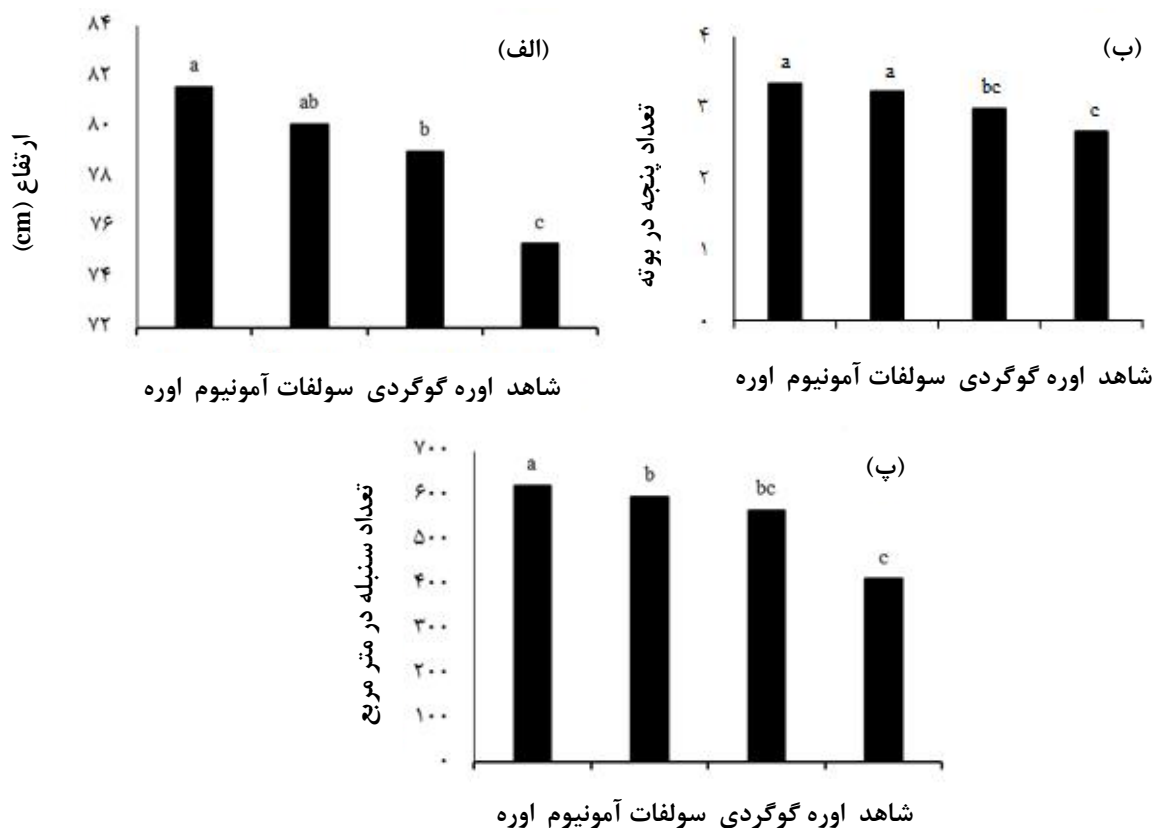 (الف)
ارتفاع (cm)
۸۴
۸۲
۸۰
۷۸
۷۶
۷۴
۷۲
a
ab
b
c
شاهد اوره گوگردی سولفات آمونیوم اوره
(ب)
تعداد پنجه در بوته
۴
۳
۲
۱
۰
a
a
bc
c
شاهد اوره گوگردی سولفات آمونیوم اوره
(پ)
تعداد سنبله در متر مربع
۷۰۰
۶۰۰
۵۰۰
۴۰۰
۳۰۰
۲۰۰
۱۰۰
۰
a
b
bc
c
شاهد اوره گوگردی سولفات آمونیوم اوره